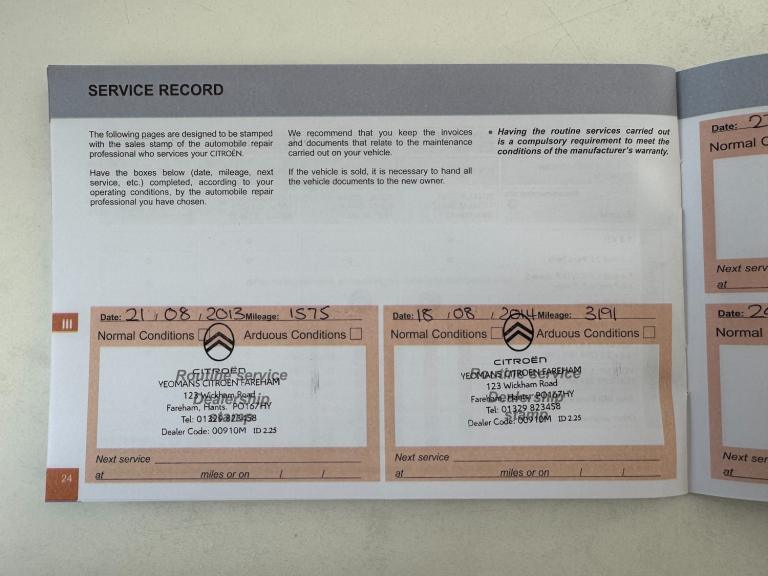 SERVICE RECORD
The following pages are designed to be stamped
with the sales stamp of the automobile repair
professional who services your CITROËN.
Have the boxes below (date, mileage, next
service, etc.) completed, according to your
operating conditions, by the automobile repair
professional you have chosen.
We recommend that you keep the invoices
and documents that relate to the maintenance
carried out on your vehicle.
If the vehicle is sold, it is necessary to hand all
the vehicle documents to the new owner.
• Having the routine services carried out
is a compulsory requirement to meet the
conditions of the manufacturer's warranty.
III
Date: 21 / 08 / 2013 Mileage: 1575
Normal Conditions Arduous Conditions
CITROËN
Routine service
YEOMANS CITROEN FAREHAM
123 Wickham Road
Dealership
Fareham, Hants. PO167HY
stamp
Tel: 01329 823458
Dealer Code: 00910M ID 2.25
Next service
at miles or on / /
Date: 18 / 08 / 2014 Mileage: 3191
Normal Conditions Arduous Conditions
CITROËN
Routine service
YEOMANS CITROEN FAREHAM
123 Wickham Road
Dealership
Fareham, Hants. PO167HY
stamp
Tel: 01329 823458
Dealer Code: 00910M ID 2.25
Next service
at miles or on / /
24
Date:
Normal
Next
at
Date:
Normal
Next
at